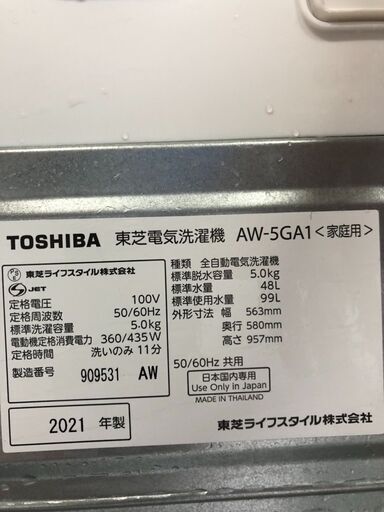 TOSHIBA 東芝電気洗濯機 AW-5GA1<家庭用>
東芝ライフスタイル株式会社
JET
定格電圧 100V
定格周波数 50/60Hz
標準洗濯容量 5.0kg
電動機定格消費電力 360/435W
定格時間 洗いのみ 11分
製造番号 909531 AW
2021 年製
種類 全自動電気洗濯機
標準脱水容量 5.0kg
標準水量 48L
標準使用水量 99L
外形寸法 幅 563mm
奥行 580mm
高さ 957mm
50/60Hz 共用
日本国内専用
Use Only in Japan
MADE IN THAILAND
東芝ライフスタイル株式会社